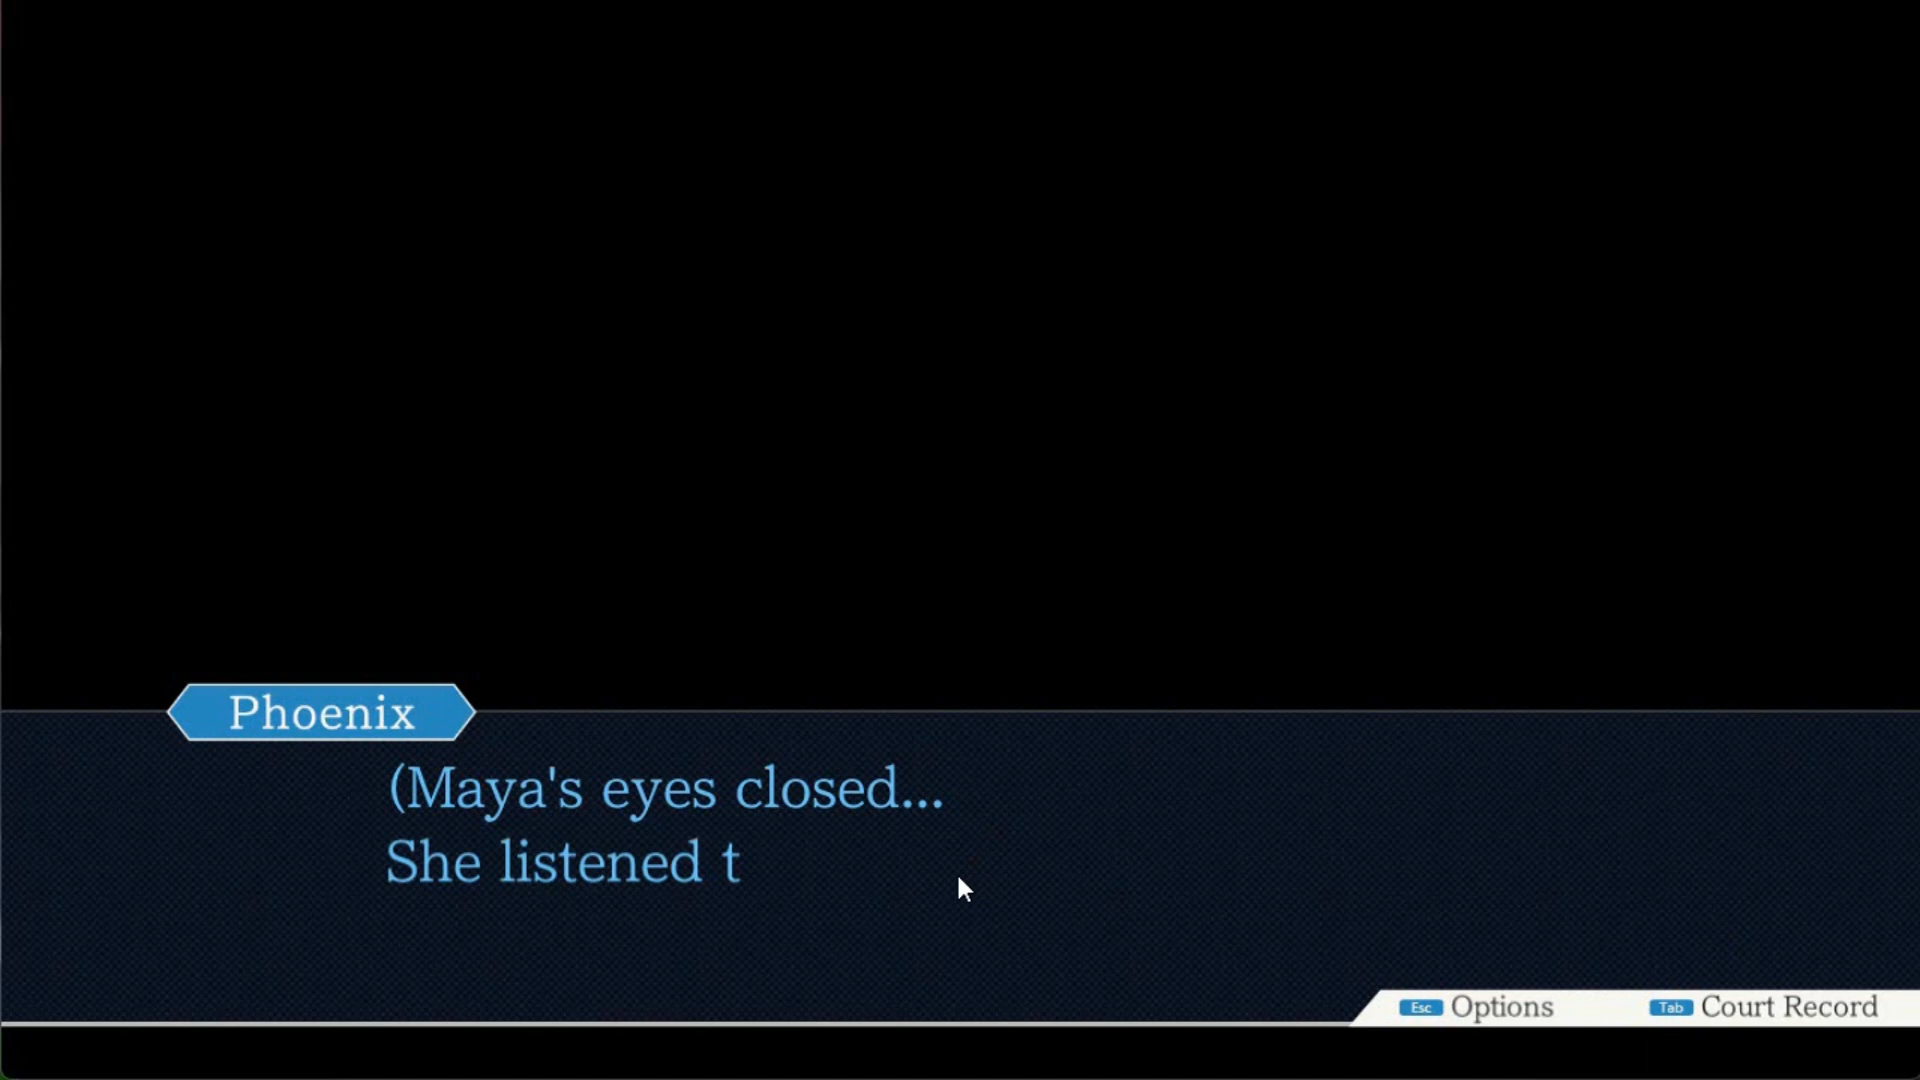 Phoenix
(Maya's eyes closed...
She listened t
Esc Options Tab Court Record